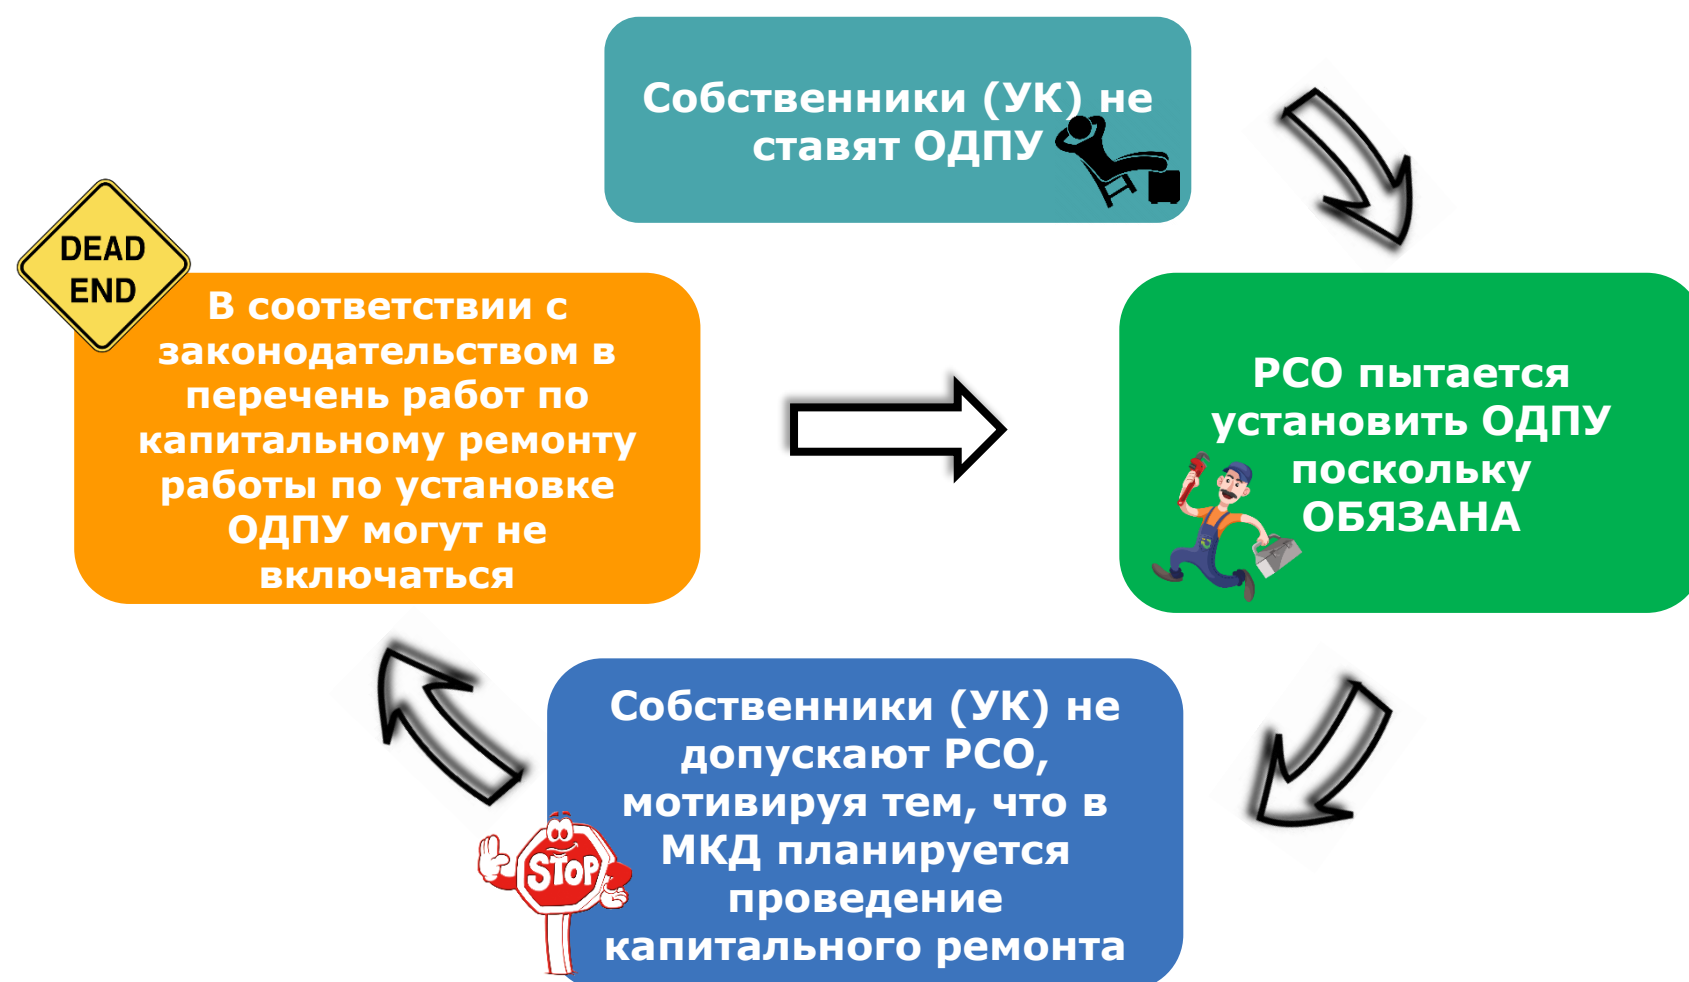 Собственники (УК) не
ставят ОДПУ
DEAD
END
В соответствии с
законодательством в
перечень работ по
капитальному ремонту
работы по установке
ОДПУ могут не
включаться
РСО пытается
установить ОДПУ
поскольку
ОБЯЗАНА
Собственники (УК) не
допускают РСО,
мотивируя тем, что в
МКД планируется
проведение
капитального ремонта
STOP